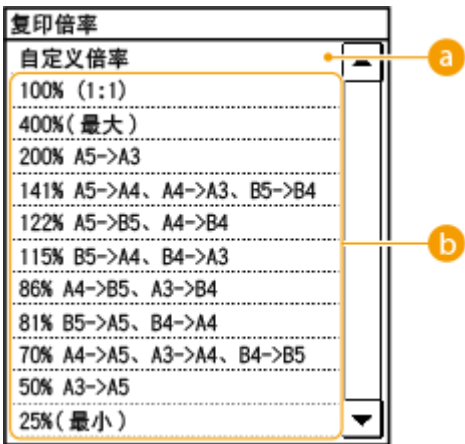 复印倍率
自定义倍率
a
100% (1:1)
400%(最大)
200% A5->A3
141% A5->A4、A4->A3、B5->B4
122% A5->B5、A4->B4
115% B5->A4、B4->A3
b
86% A4->B5、A3->B4
81% B5->A5、B4->A4
70% A4->A5、A3->A4、B4->B5
50% A3->A5
25%(最小)